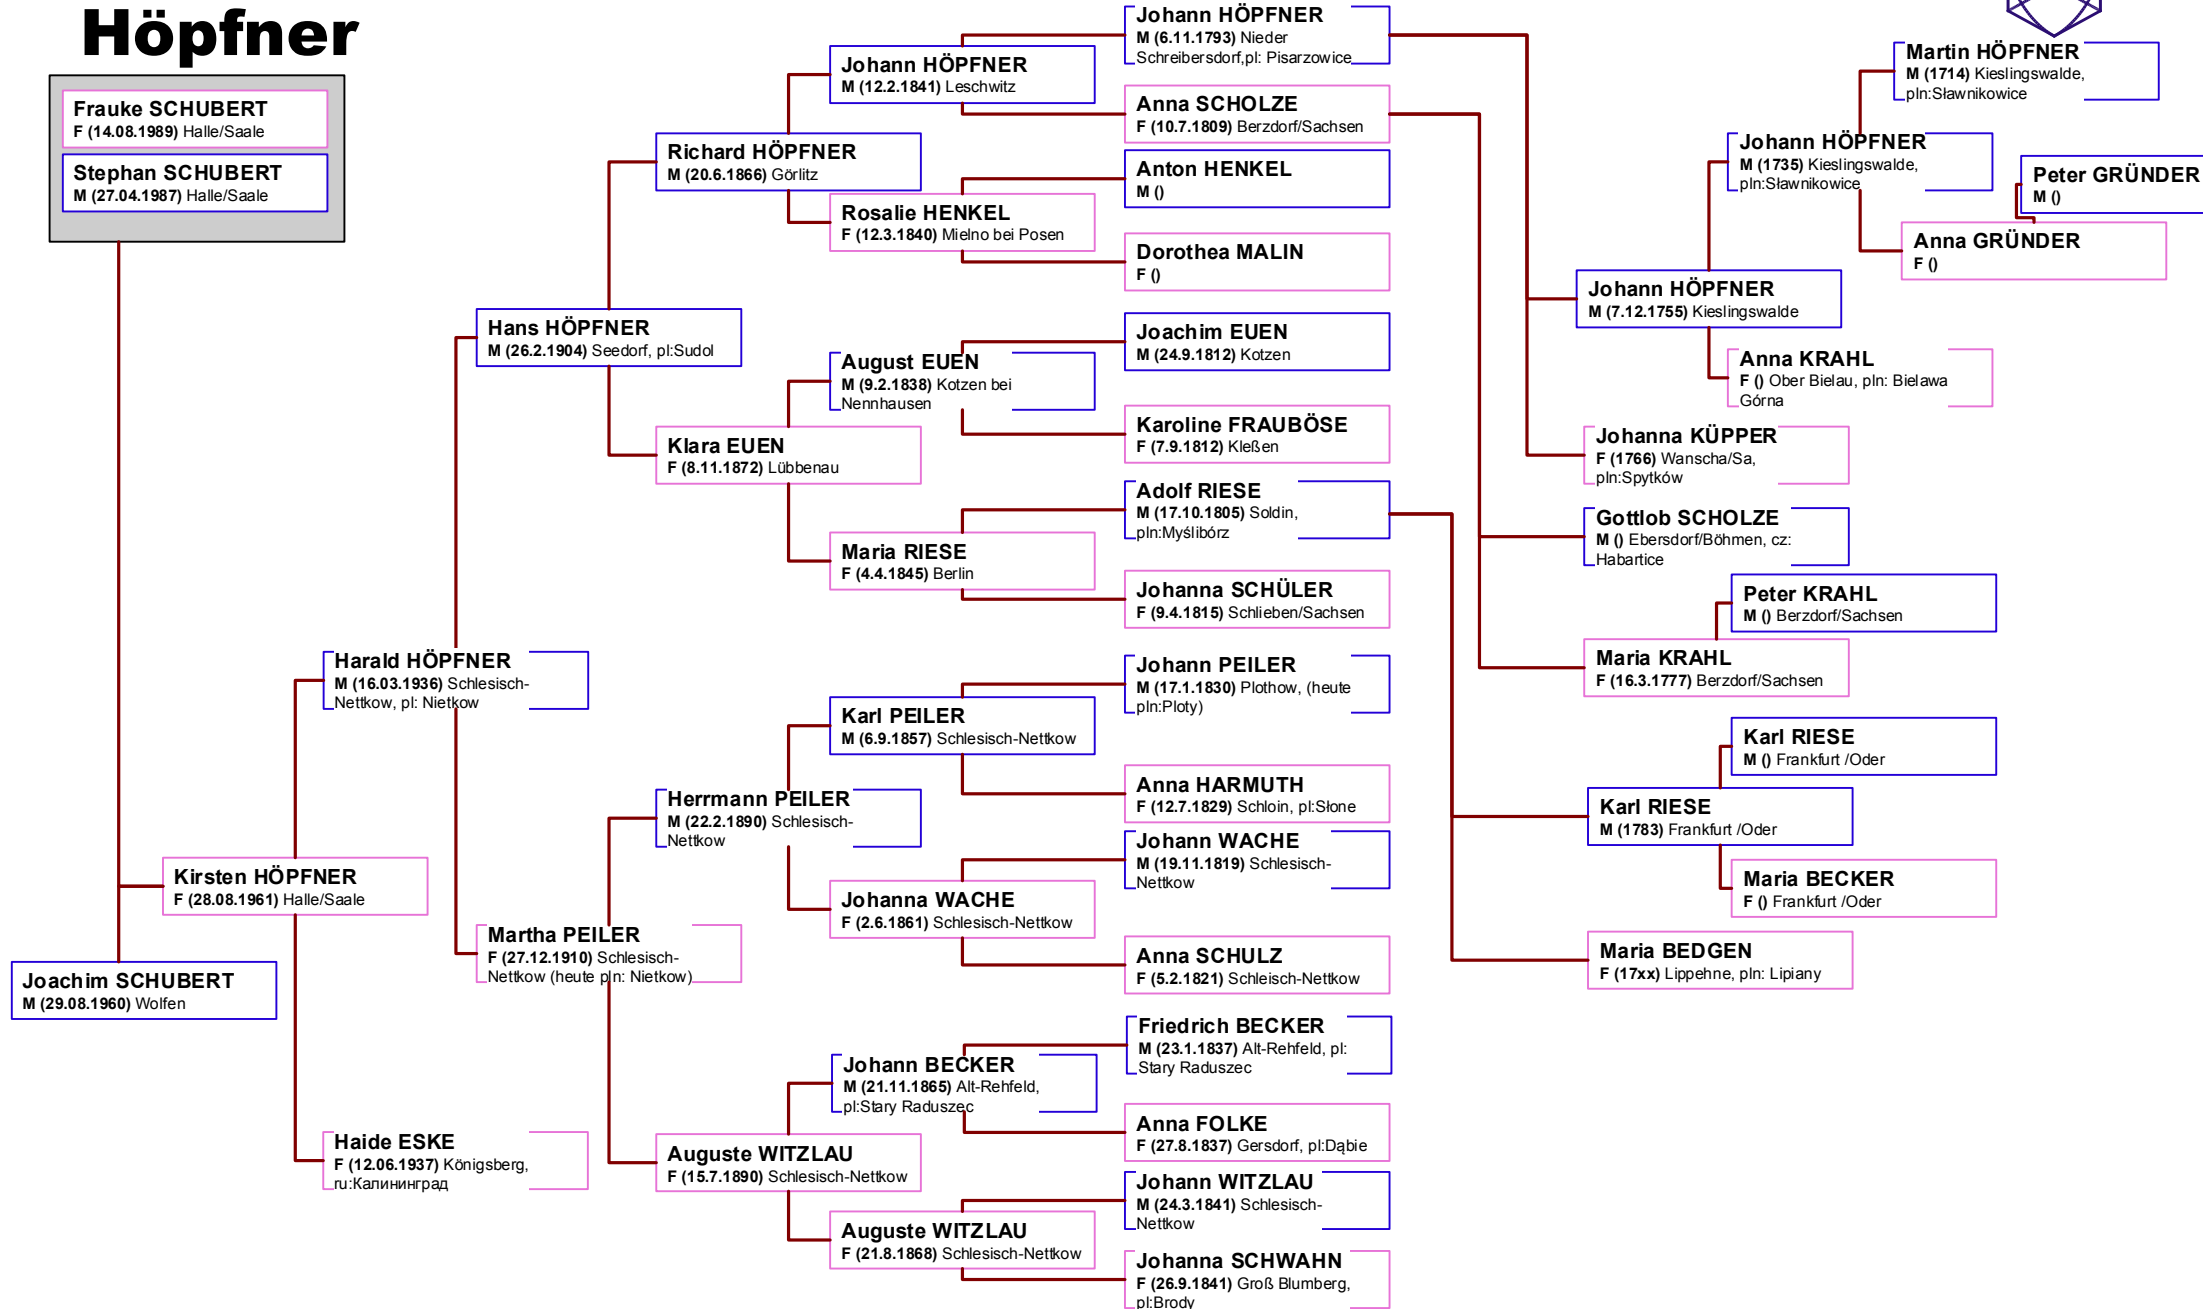 Höpfner
Frauke SCHUBERT
F (14.08.1989) Halle/Saale
Stephan SCHUBERT
M (27.04.1987) Halle/Saale
Joachim SCHUBERT
M (29.08.1960) Wolfen
Kirsten HÖPFNER
F (28.08.1961) Halle/Saale
Harald HÖPFNER
M (16.03.1936) Schlesisch-
Nettkow, pl: Nietkow
Haide ESKE
F (12.06.1937) Königsberg,
ru:Калининград
Hans HÖPFNER
M (26.2.1904) Seedorf, pl:Sudol
Martha PEILER
F (27.12.1910) Schlesisch-
Nettkow (heute pln: Nietkow)
Richard HÖPFNER
M (20.6.1866) Görlitz
Klara EUEN
F (8.11.1872) Lübbenau
Herrmann PEILER
M (22.2.1890) Schlesisch-
Nettkow
Auguste WITZLAU
F (15.7.1890) Schlesisch-Nettkow
Johann HÖPFNER
M (12.2.1841) Leschwitz
Rosalie HENKEL
F (12.3.1840) Mielno bei Posen
August EUEN
M (9.2.1838) Kotzen bei
Nennhausen
Maria RIESE
F (4.4.1845) Berlin
Karl PEILER
M (6.9.1857) Schlesisch-Nettkow
Johanna WACHE
F (2.6.1861) Schlesisch-Nettkow
Johann BECKER
M (21.11.1865) Alt-Rehfeld,
pl:Stary Raduszec
Auguste WITZLAU
F (21.8.1868) Schlesisch-Nettkow
Johann HÖPFNER
M (6.11.1793) Nieder
Schreibersdorf,pl: Pisarzowice
Anna SCHOLZE
F (10.7.1809) Berzdorf/Sachsen
Anton HENKEL
M ()
Dorothea MALIN
F ()
Joachim EUEN
M (24.9.1812) Kotzen
Karoline FRAUBÖSE
F (7.9.1812) Kleßen
Adolf RIESE
M (17.10.1805) Soldin,
pln:Myślibórz
Johanna SCHÜLER
F (9.4.1815) Schlieben/Sachsen
Johann PEILER
M (17.1.1830) Plothow, (heute
pln:Ploty)
Anna HARMUTH
F (12.7.1829) Schloin, pl:Słone
Johann WACHE
M (19.11.1819) Schlesisch-
Nettkow
Anna SCHULZ
F (5.2.1821) Schleisch-Nettkow
Friedrich BECKER
M (23.1.1837) Alt-Rehfeld, pl:
Stary Raduszec
Anna FOLKE
F (27.8.1837) Gersdorf, pl:Dąbie
Johann WITZLAU
M (24.3.1841) Schlesisch-
Nettkow
Johanna SCHWAHN
F (26.9.1841) Groß Blumberg,
pl:Brody
Johann HÖPFNER
M (7.12.1755) Kieslingswalde
Johanna KÜPPER
F (1766) Wanscha/Sa,
pln:Spytków
Gottlob SCHOLZE
M () Ebersdorf/Böhmen, cz:
Habartice
Maria KRAHL
F (16.3.1777) Berzdorf/Sachsen
Karl RIESE
M (1783) Frankfurt /Oder
Maria BEDGEN
F (17xx) Lippehne, pln: Lipiany
Johann HÖPFNER
M (1735) Kieslingswalde,
pln:Sławnikowice
Anna KRAHL
F () Ober Bielau, pln: Bielawa
Górna
Peter KRAHL
M () Berzdorf/Sachsen
Karl RIESE
M () Frankfurt /Oder
Maria BECKER
F () Frankfurt /Oder
Martin HÖPFNER
M (1714) Kieslingswalde,
pln:Sławnikowice
Anna GRÜNDER
F ()
Peter GRÜNDER
M ()